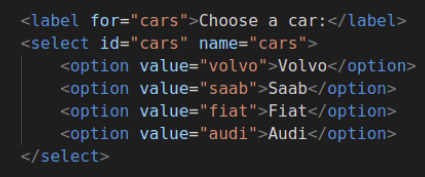 <label for="cars">Choose a car:</label>
<select id="cars" name="cars">
    <option value="volvo">Volvo</option>
    <option value="saab">Saab</option>
    <option value="fiat">Fiat</option>
    <option value="audi">Audi</option>
</select>